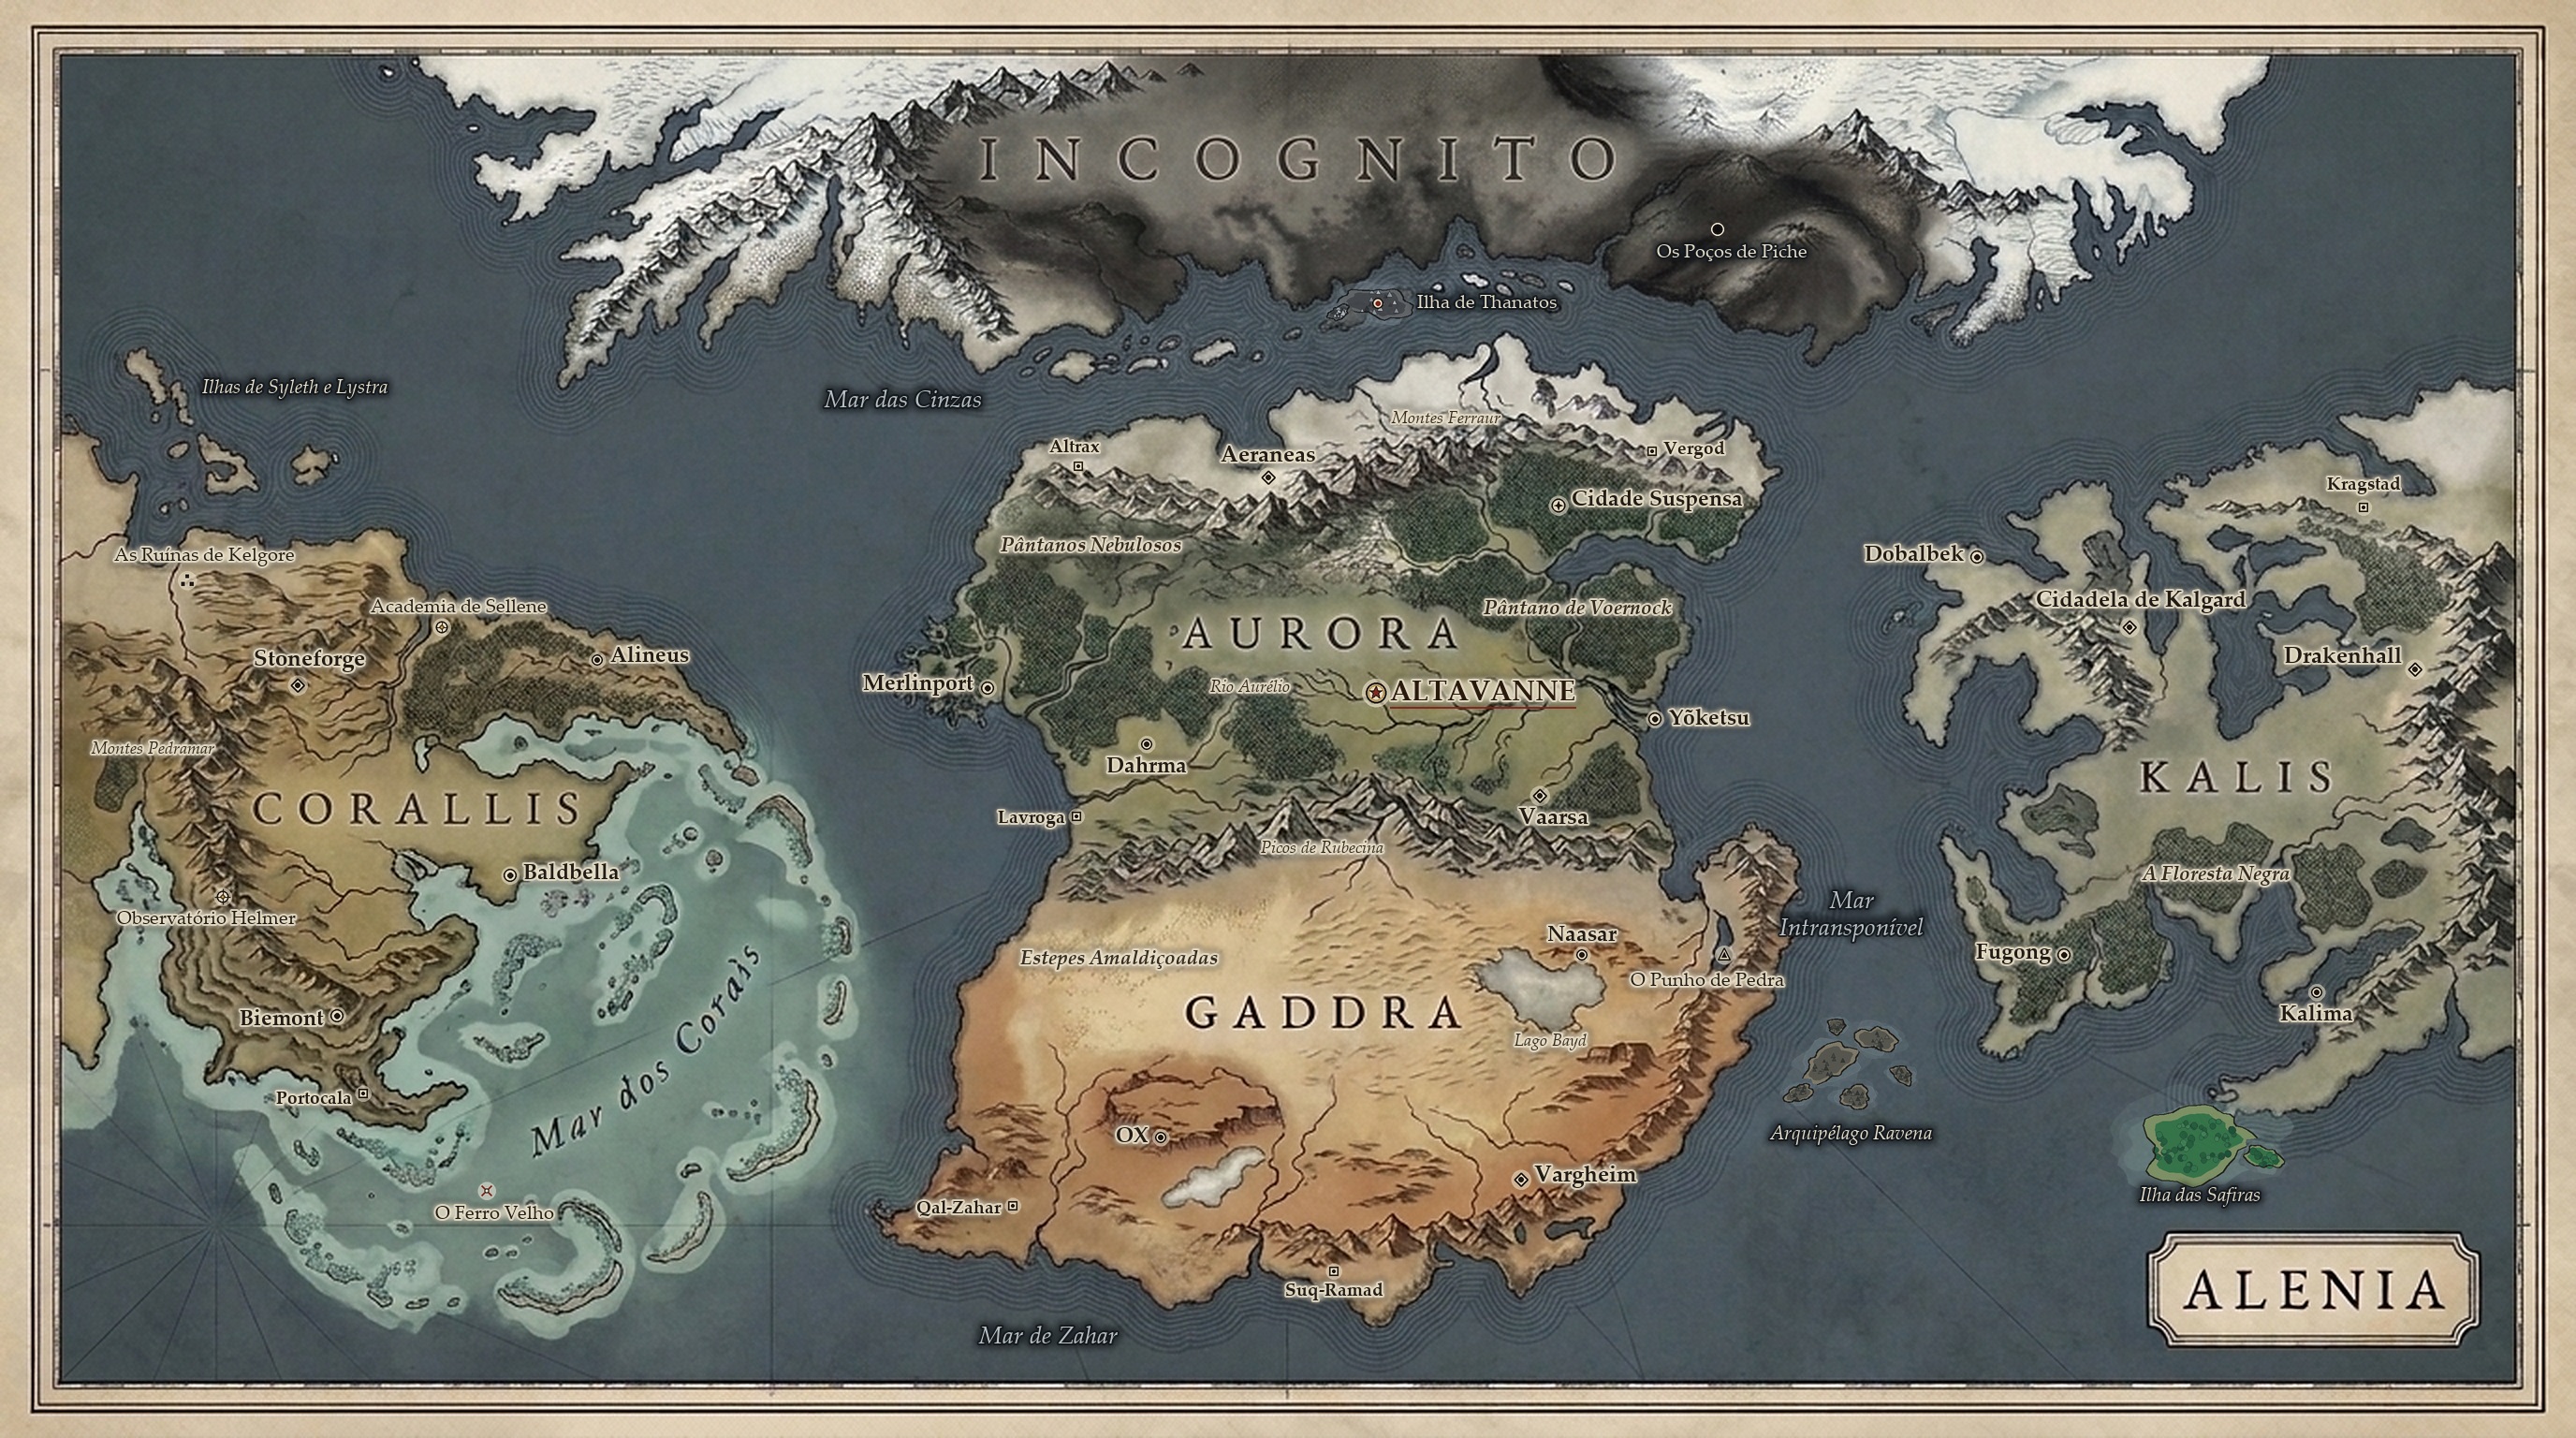 INCOGNITO
Os Poços de Piche
Ilha de Thanatos
Ilhas de Syleth e Lystra
Mar das Cinzas
Montes Ferraur
Altrax
Aeraneas
Vergod
Cidade Suspensa
Kragstad
Pântanos Nebulosos
As Ruínas de Kelgore
Dobalbek
Academia de Sellene
Pântano de Voernock
Cidadela de Kalgard
AURORA
Stoneforge
Alineus
Drakenhall
Merlinport
Rio Aurélio
ALTAVANNE
Yõketsu
Montes Pedramar
Dahrma
KALIS
CORALLIS
Lavroga
Vaarsa
Picos de Rubecina
Baldbella
A Floresta Negra
Mar
Intransponível
Observatório Helmer
Naasar
Estepes Amaldiçoadas
Fugong
O Punho de Pedra
GADDRA
Biemont
Kalima
Lago Bayd
Mar dos Corais
Portocala
OX
Arquipélago Ravena
Vargheim
Ilha das Safiras
Qal-Zahar
O Ferro Velho
Suq-Ramad
ALENIA
Mar de Zahar